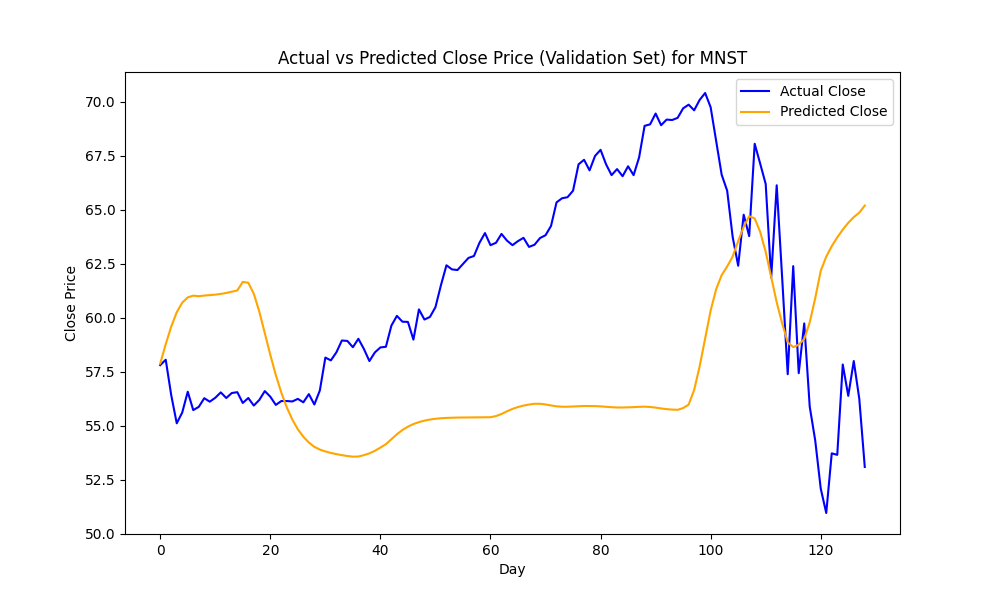 Actual vs Predicted Close Price (Validation Set) for MNST
Actual Close
Predicted Close
Close Price
70.0
67.5
65.0
62.5
60.0
57.5
55.0
52.5
50.0
0 20 40 60 80 100 120
Day